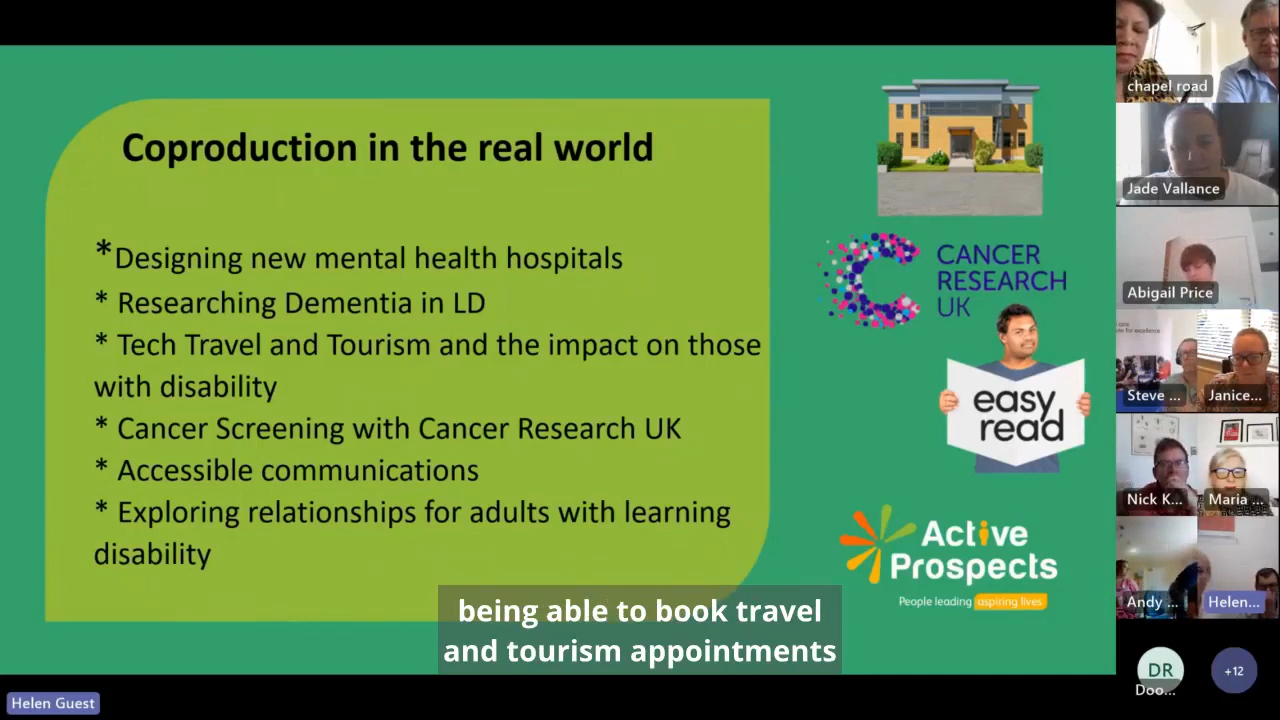 Coproduction in the real world
*Designing new mental health hospitals
* Researching Dementia in LD
* Tech Travel and Tourism and the impact on those
with disability
* Cancer Screening with Cancer Research UK
* Accessible communications
* Exploring relationships for adults with learning
disability
CANCER
RESEARCH
UK
easy
read
Active
Prospects
People leading aspiring lives
being able to book travel
and tourism appointments
Helen Guest
chapel road
Jade Vallance
Abigail Price
Steve ...
Janice...
Nick K...
Maria ...
Andy ...
Helen...
DR
Doo...
+12